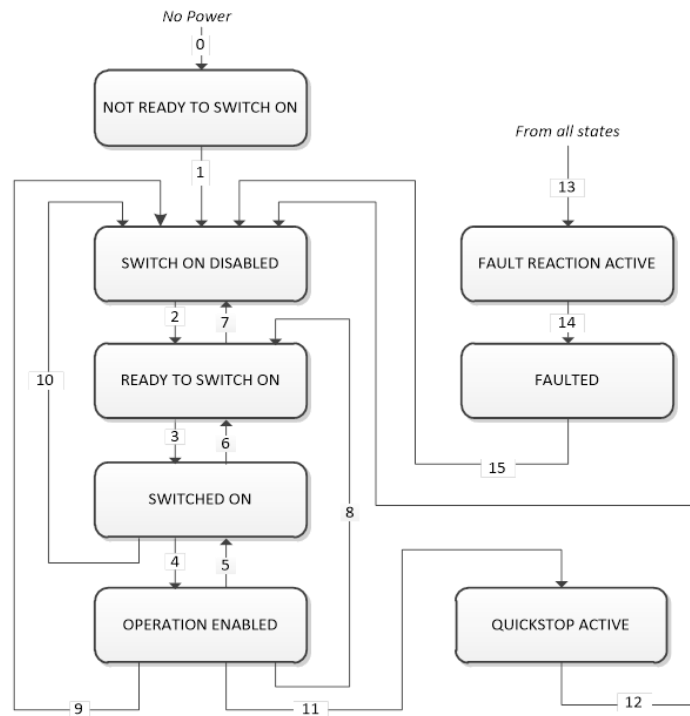 No Power
0
NOT READY TO SWITCH ON
From all states
1
13
SWITCH ON DISABLED
FAULT REACTION ACTIVE
2
7
14
10
READY TO SWITCH ON
FAULTED
3
6
15
SWITCHED ON
8
4
5
OPERATION ENABLED
QUICKSTOP ACTIVE
9
11
12